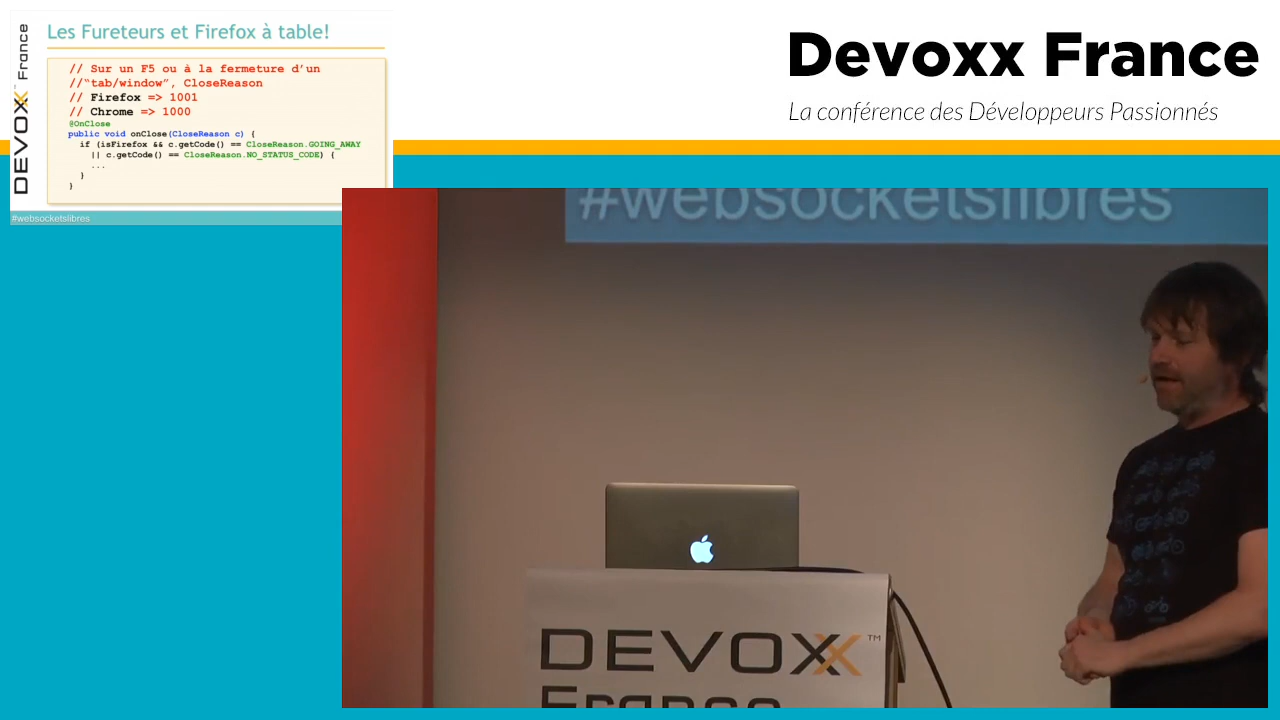 Les Fureteurs et Firefox à table!
DEVOXX France
// Sur un F5 ou à la fermeture d'un
//"tab/window", CloseReason
// Firefox => 1001
// Chrome => 1000
@OnClose
public void onClose(CloseReason c) {
if (isFirefox && c.getCode() == CloseReason.GOING_AWAY
|| c.getCode() == CloseReason.NO_STATUS_CODE) {
...
}
}
#websocketslibres
Devoxx France
La conférence des Développeurs Passionnés
#websocketslibres
DEVOXX™
France